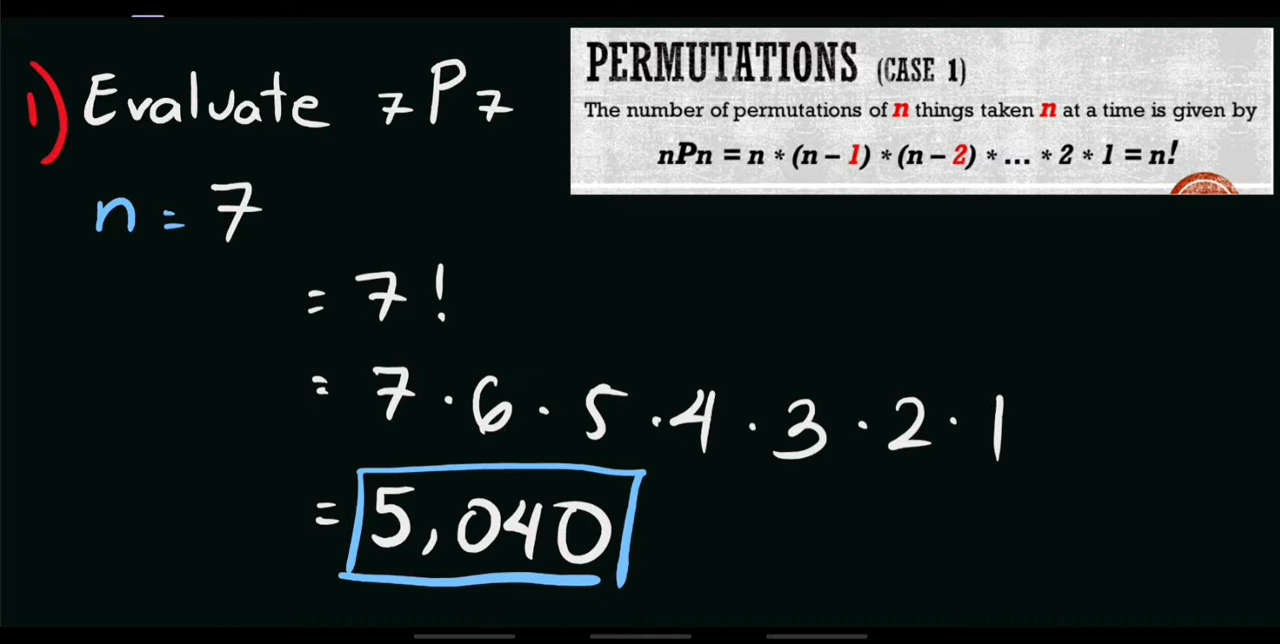 1) Evaluate 7P7
PERMUTATIONS (CASE 1)
The number of permutations of n things taken n at a time is given by
nPn = n * (n – 1) * (n – 2) * ... * 2 * 1 = n!
n = 7
= 7!
= 7 · 6 · 5 · 4 · 3 · 2 · 1
= 5,040